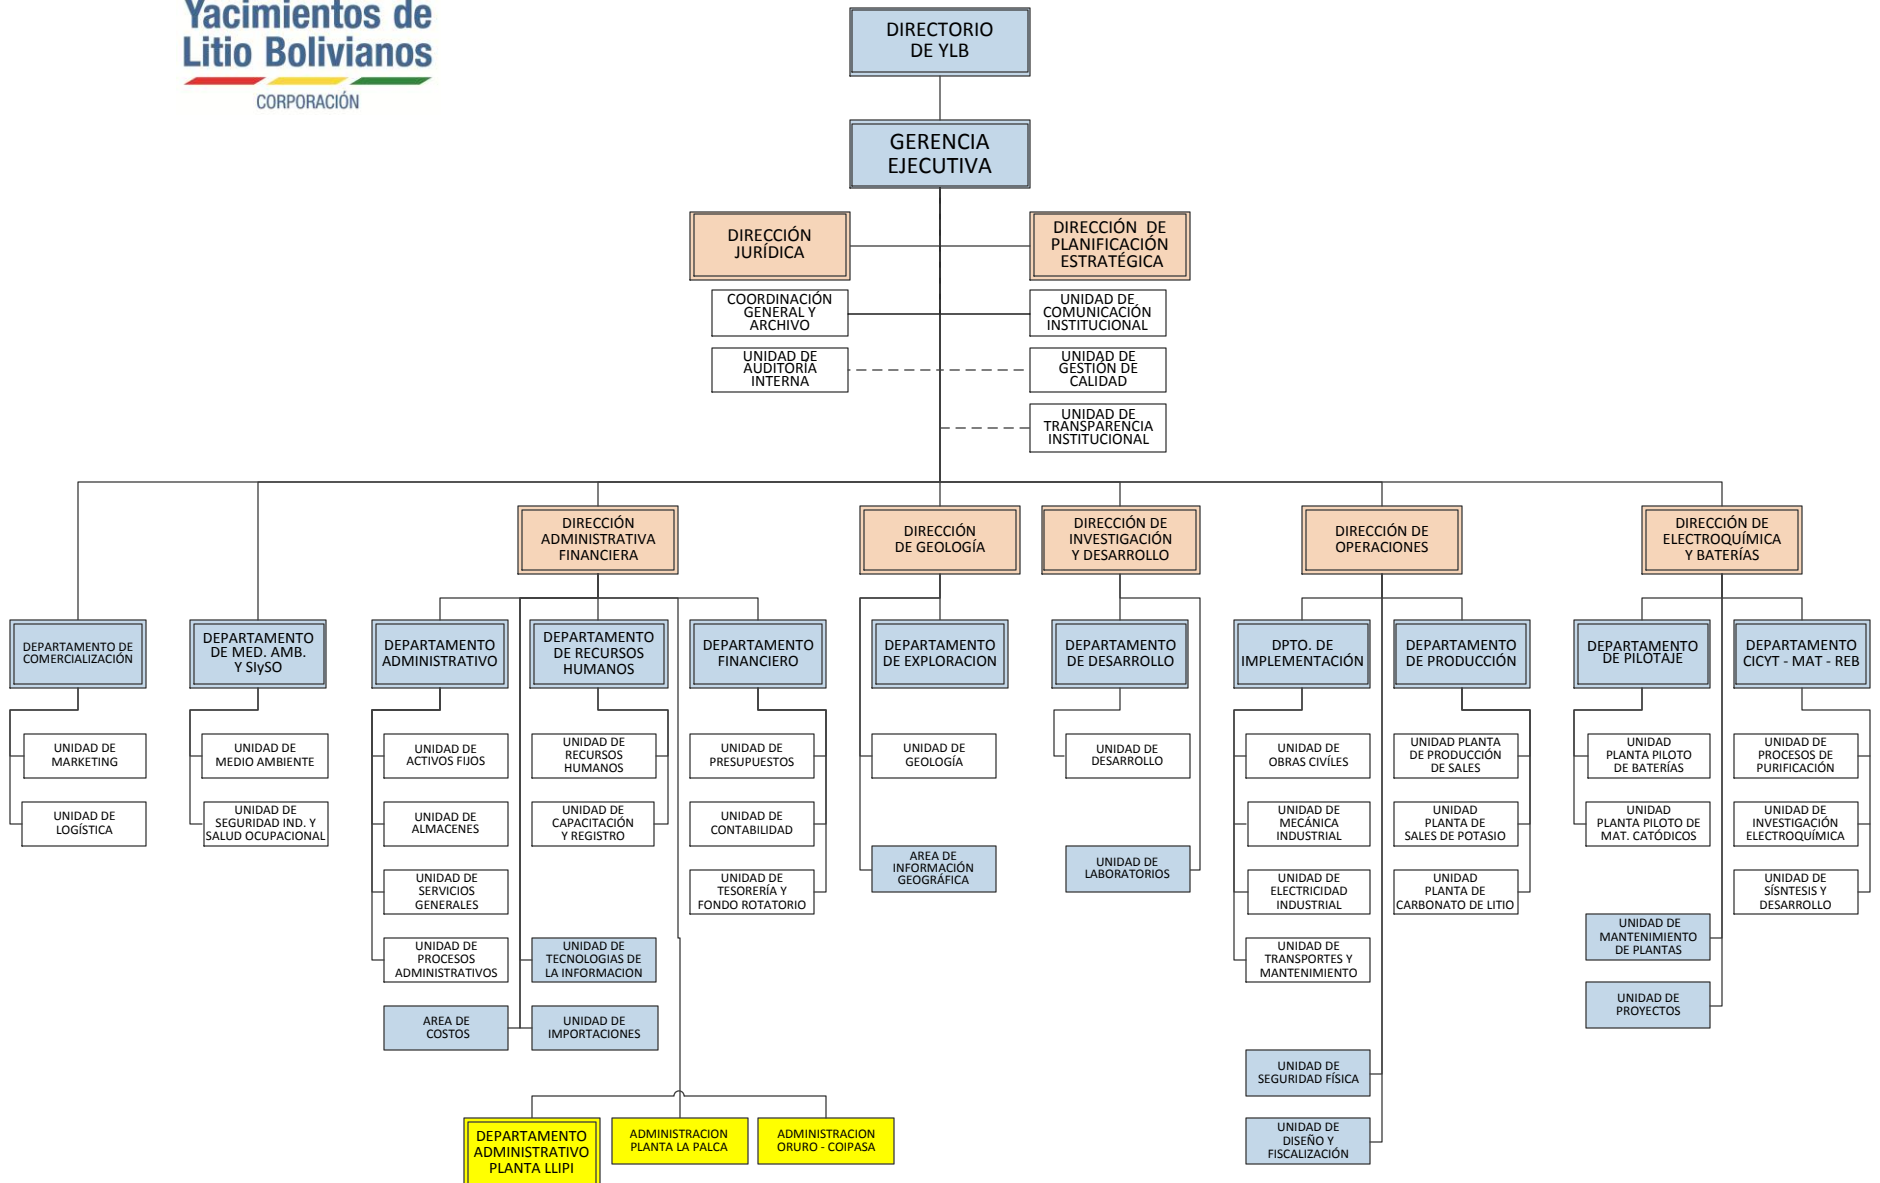 Yacimientos de
Litio Bolivianos
CORPORACIÓN
DIRECTORIO
DE YLB
GERENCIA
EJECUTIVA
DIRECCIÓN
JURÍDICA
DIRECCIÓN DE
PLANIFICACIÓN
ESTRATÉGICA
COORDINACIÓN
GENERAL Y
ARCHIVO
UNIDAD DE
COMUNICACIÓN
INSTITUCIONAL
UNIDAD DE
AUDITORÍA
INTERNA
UNIDAD DE
GESTIÓN DE
CALIDAD
UNIDAD DE
TRANSPARENCIA
INSTITUCIONAL
DIRECCIÓN
ADMINISTRATIVA
FINANCIERA
DIRECCIÓN
DE GEOLOGÍA
DIRECCIÓN DE
INVESTIGACIÓN
Y DESARROLLO
DIRECCIÓN DE
OPERACIONES
DIRECCIÓN DE
ELECTROQUÍMICA
Y BATERÍAS
DEPARTAMENTO DE
COMERCIALIZACIÓN
DEPARTAMENTO
DE MED. AMB.
Y SIySO
DEPARTAMENTO
ADMINISTRATIVO
DEPARTAMENTO
DE RECURSOS
HUMANOS
DEPARTAMENTO
FINANCIERO
DEPARTAMENTO
DE EXPLORACION
DEPARTAMENTO
DE DESARROLLO
DPTO. DE
IMPLEMENTACIÓN
DEPARTAMENTO
DE PRODUCCIÓN
DEPARTAMENTO
DE PILOTAJE
DEPARTAMENTO
CICYT - MAT - REB
UNIDAD DE
MARKETING
UNIDAD DE
MEDIO AMBIENTE
UNIDAD DE
ACTIVOS FIJOS
UNIDAD DE
RECURSOS
HUMANOS
UNIDAD DE
PRESUPUESTOS
UNIDAD DE
GEOLOGÍA
UNIDAD DE
DESARROLLO
UNIDAD DE
OBRAS CIVÍLES
UNIDAD PLANTA
DE PRODUCCIÓN
DE SALES
UNIDAD
PLANTA PILOTO
DE BATERÍAS
UNIDAD DE
PROCESOS DE
PURIFICACIÓN
UNIDAD DE
LOGÍSTICA
UNIDAD DE
SEGURIDAD IND. Y
SALUD OCUPACIONAL
UNIDAD DE
ALMACENES
UNIDAD DE
CAPACITACIÓN
Y REGISTRO
UNIDAD DE
CONTABILIDAD
UNIDAD DE
MECÁNICA
INDUSTRIAL
UNIDAD
PLANTA DE
SALES DE POTASIO
UNIDAD
PLANTA PILOTO DE
MAT. CATÓDICOS
UNIDAD DE
INVESTIGACIÓN
ELECTROQUÍMICA
UNIDAD DE
SERVICIOS
GENERALES
UNIDAD DE
TESORERÍA Y
FONDO ROTATORIO
AREA DE
INFORMACIÓN
GEOGRÁFICA
UNIDAD DE
LABORATORIOS
UNIDAD DE
ELECTRICIDAD
INDUSTRIAL
UNIDAD
PLANTA DE
CARBONATO DE LITIO
UNIDAD DE
SÍSNTESIS Y
DESARROLLO
UNIDAD DE
PROCESOS
ADMINISTRATIVOS
UNIDAD DE
TECNOLOGIAS DE
LA INFORMACION
UNIDAD DE
TRANSPORTES Y
MANTENIMIENTO
UNIDAD DE
MANTENIMIENTO
DE PLANTAS
AREA DE
COSTOS
UNIDAD DE
IMPORTACIONES
UNIDAD DE
PROYECTOS
UNIDAD DE
SEGURIDAD FÍSICA
DEPARTAMENTO
ADMINISTRATIVO
PLANTA LLIPI
ADMINISTRACION
PLANTA LA PALCA
ADMINISTRACION
ORURO - COIPASA
UNIDAD DE
DISEÑO Y
FISCALIZACIÓN